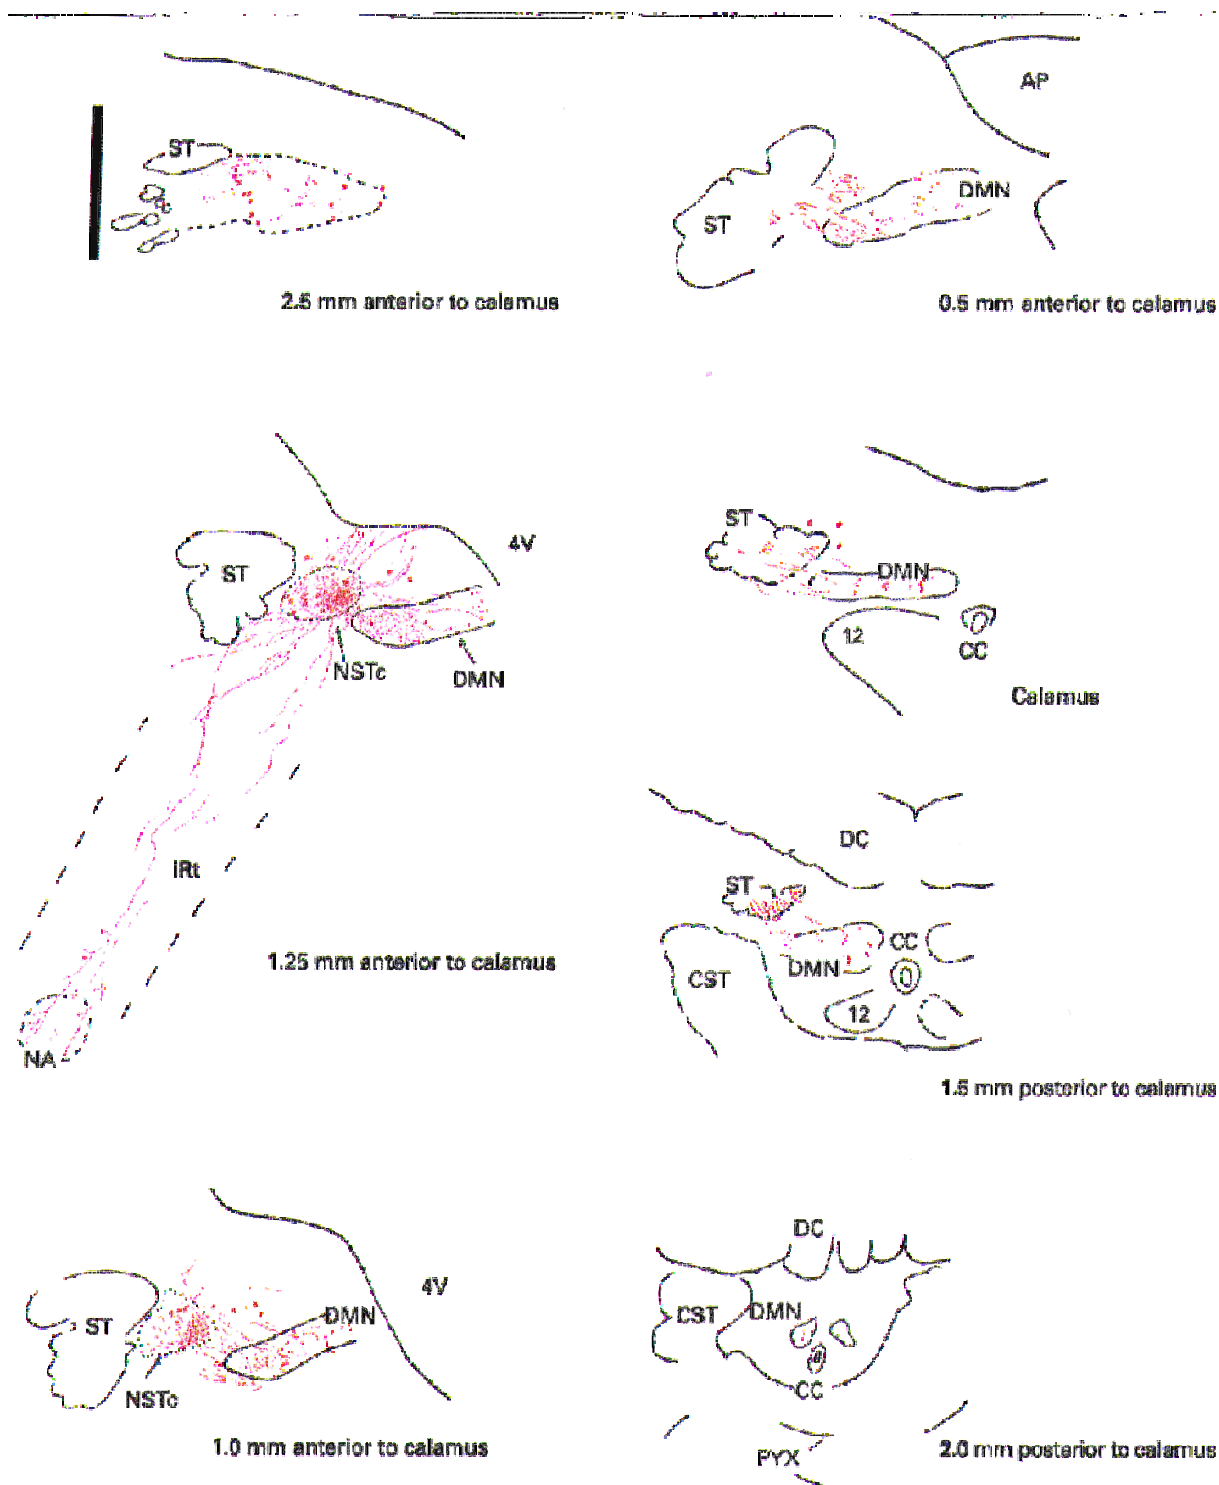 ST
2.5 mm anterior to calamus
AP
ST
DMN
0.5 mm anterior to calamus
4V
ST
NSTc
DMN
IRt
NA
1.25 mm anterior to calamus
ST
DMN
12
CC
Calamus
DC
ST
CC
DMN
CST
12
1.5 mm posterior to calamus
4V
ST
DMN
NSTc
1.0 mm anterior to calamus
DC
CST
DMN
CC
PYX
2.0 mm posterior to calamus